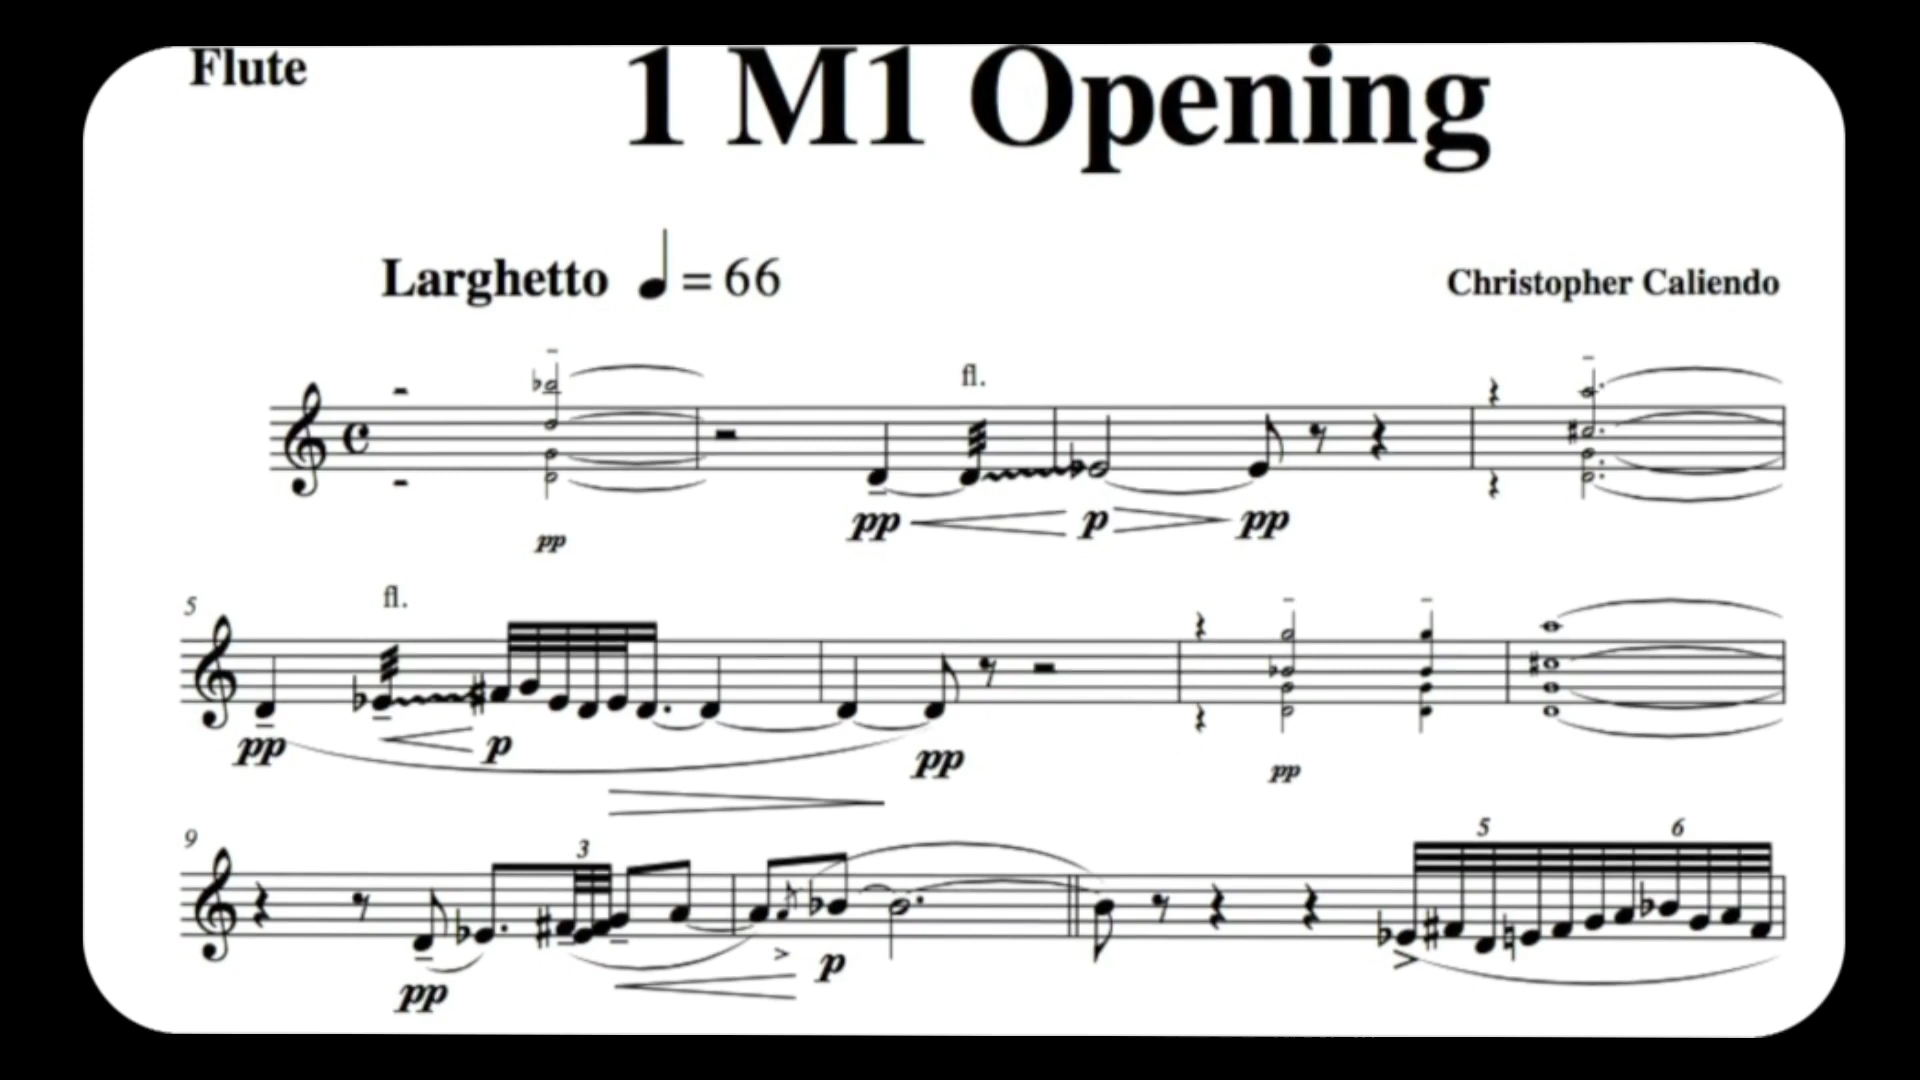 Flute
1 M1 Opening
Larghetto ♩ = 66
Christopher Caliendo
fl.
pp
pp p pp
5
fl.
pp p pp
pp
9
3
5 6
pp p